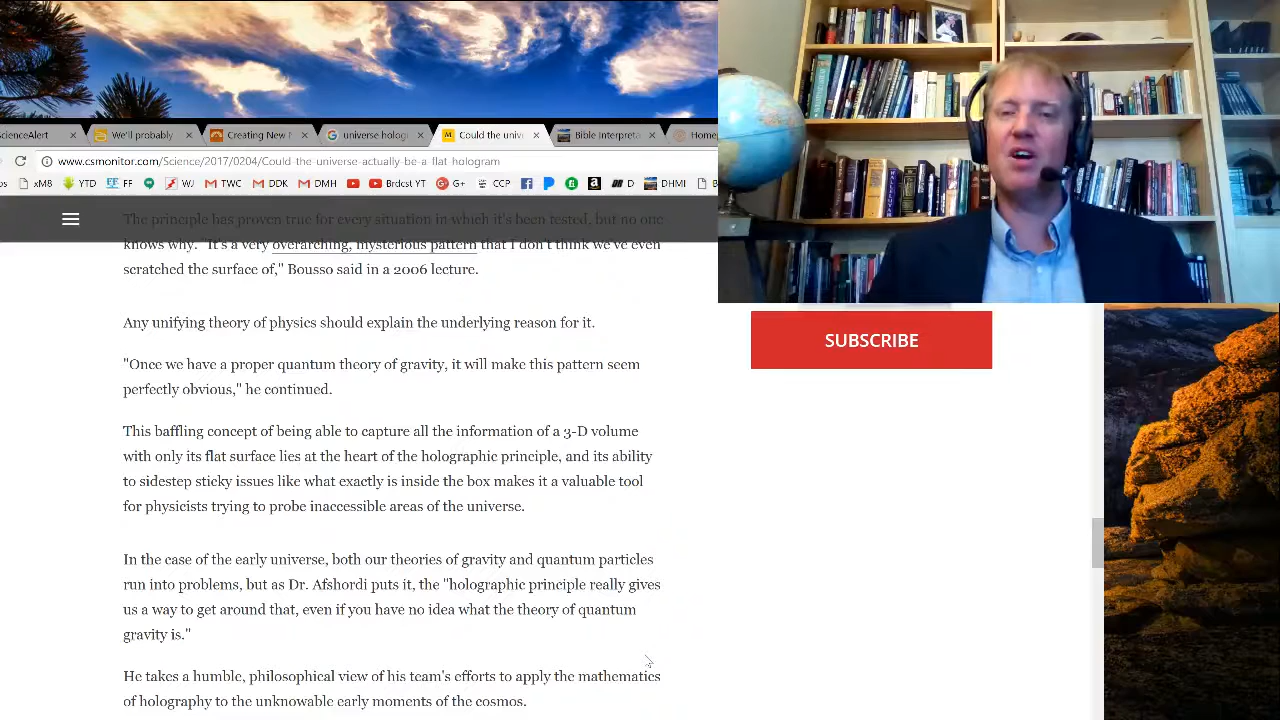 ScienceAlert
We'll probably
Creating New
universe holog
Could the univ
Bible Interpreta
Home
www.csmonitor.com/Science/2017/0204/Could-the-universe-actually-be-a-flat-hologram
xM8 YTD FF WJ TWC DDK DMH Brdcst YT G+ CCP D DHMI
The principle has proven true for every situation in which it's been tested, but no one
knows why. "It's a very overarching, mysterious pattern that I don't think we've even
scratched the surface of," Bousso said in a 2006 lecture.
SUBSCRIBE
Any unifying theory of physics should explain the underlying reason for it.
"Once we have a proper quantum theory of gravity, it will make this pattern seem
perfectly obvious," he continued.
This baffling concept of being able to capture all the information of a 3-D volume
with only its flat surface lies at the heart of the holographic principle, and its ability
to sidestep sticky issues like what exactly is inside the box makes it a valuable tool
for physicists trying to probe inaccessible areas of the universe.
In the case of the early universe, both our theories of gravity and quantum particles
run into problems, but as Dr. Afshordi puts it, the "holographic principle really gives
us a way to get around that, even if you have no idea what the theory of quantum
gravity is."
He takes a humble, philosophical view of his team's efforts to apply the mathematics
of holography to the unknowable early moments of the cosmos.